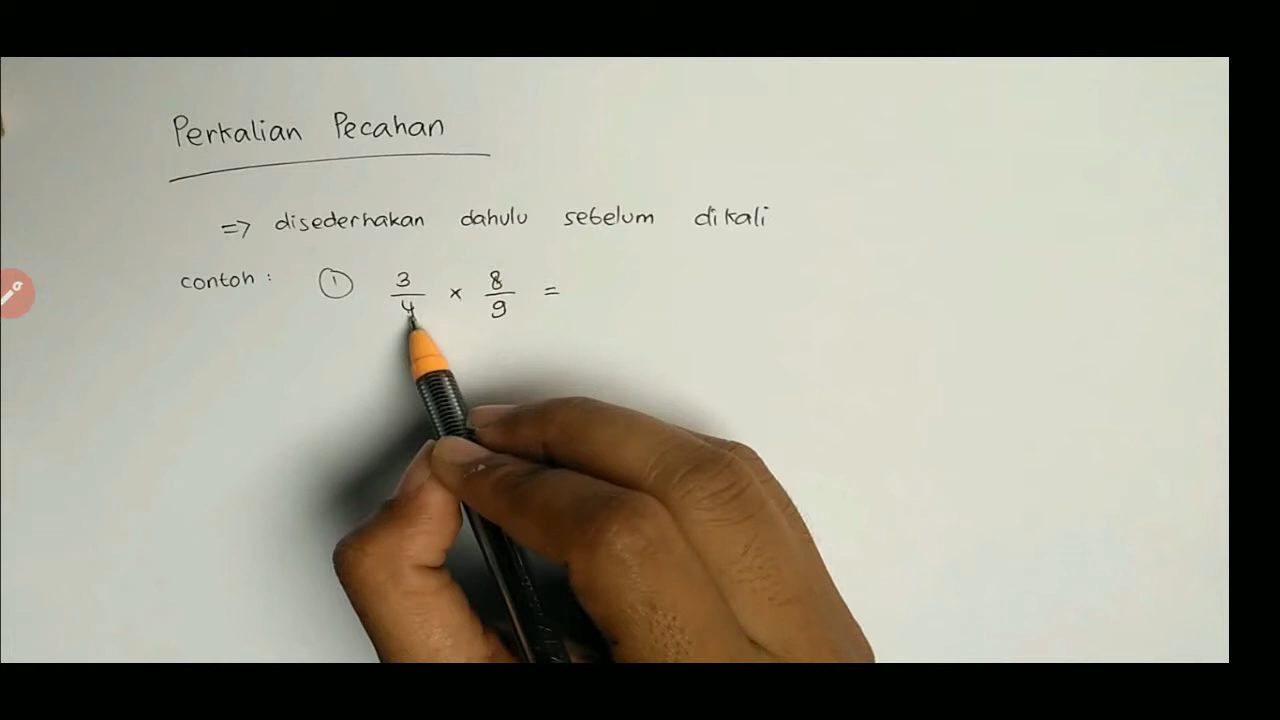 Perkalian Pecahan
=> disederhakan dahulu sebelum dikali
contoh : ① 3/4 × 8/9 =